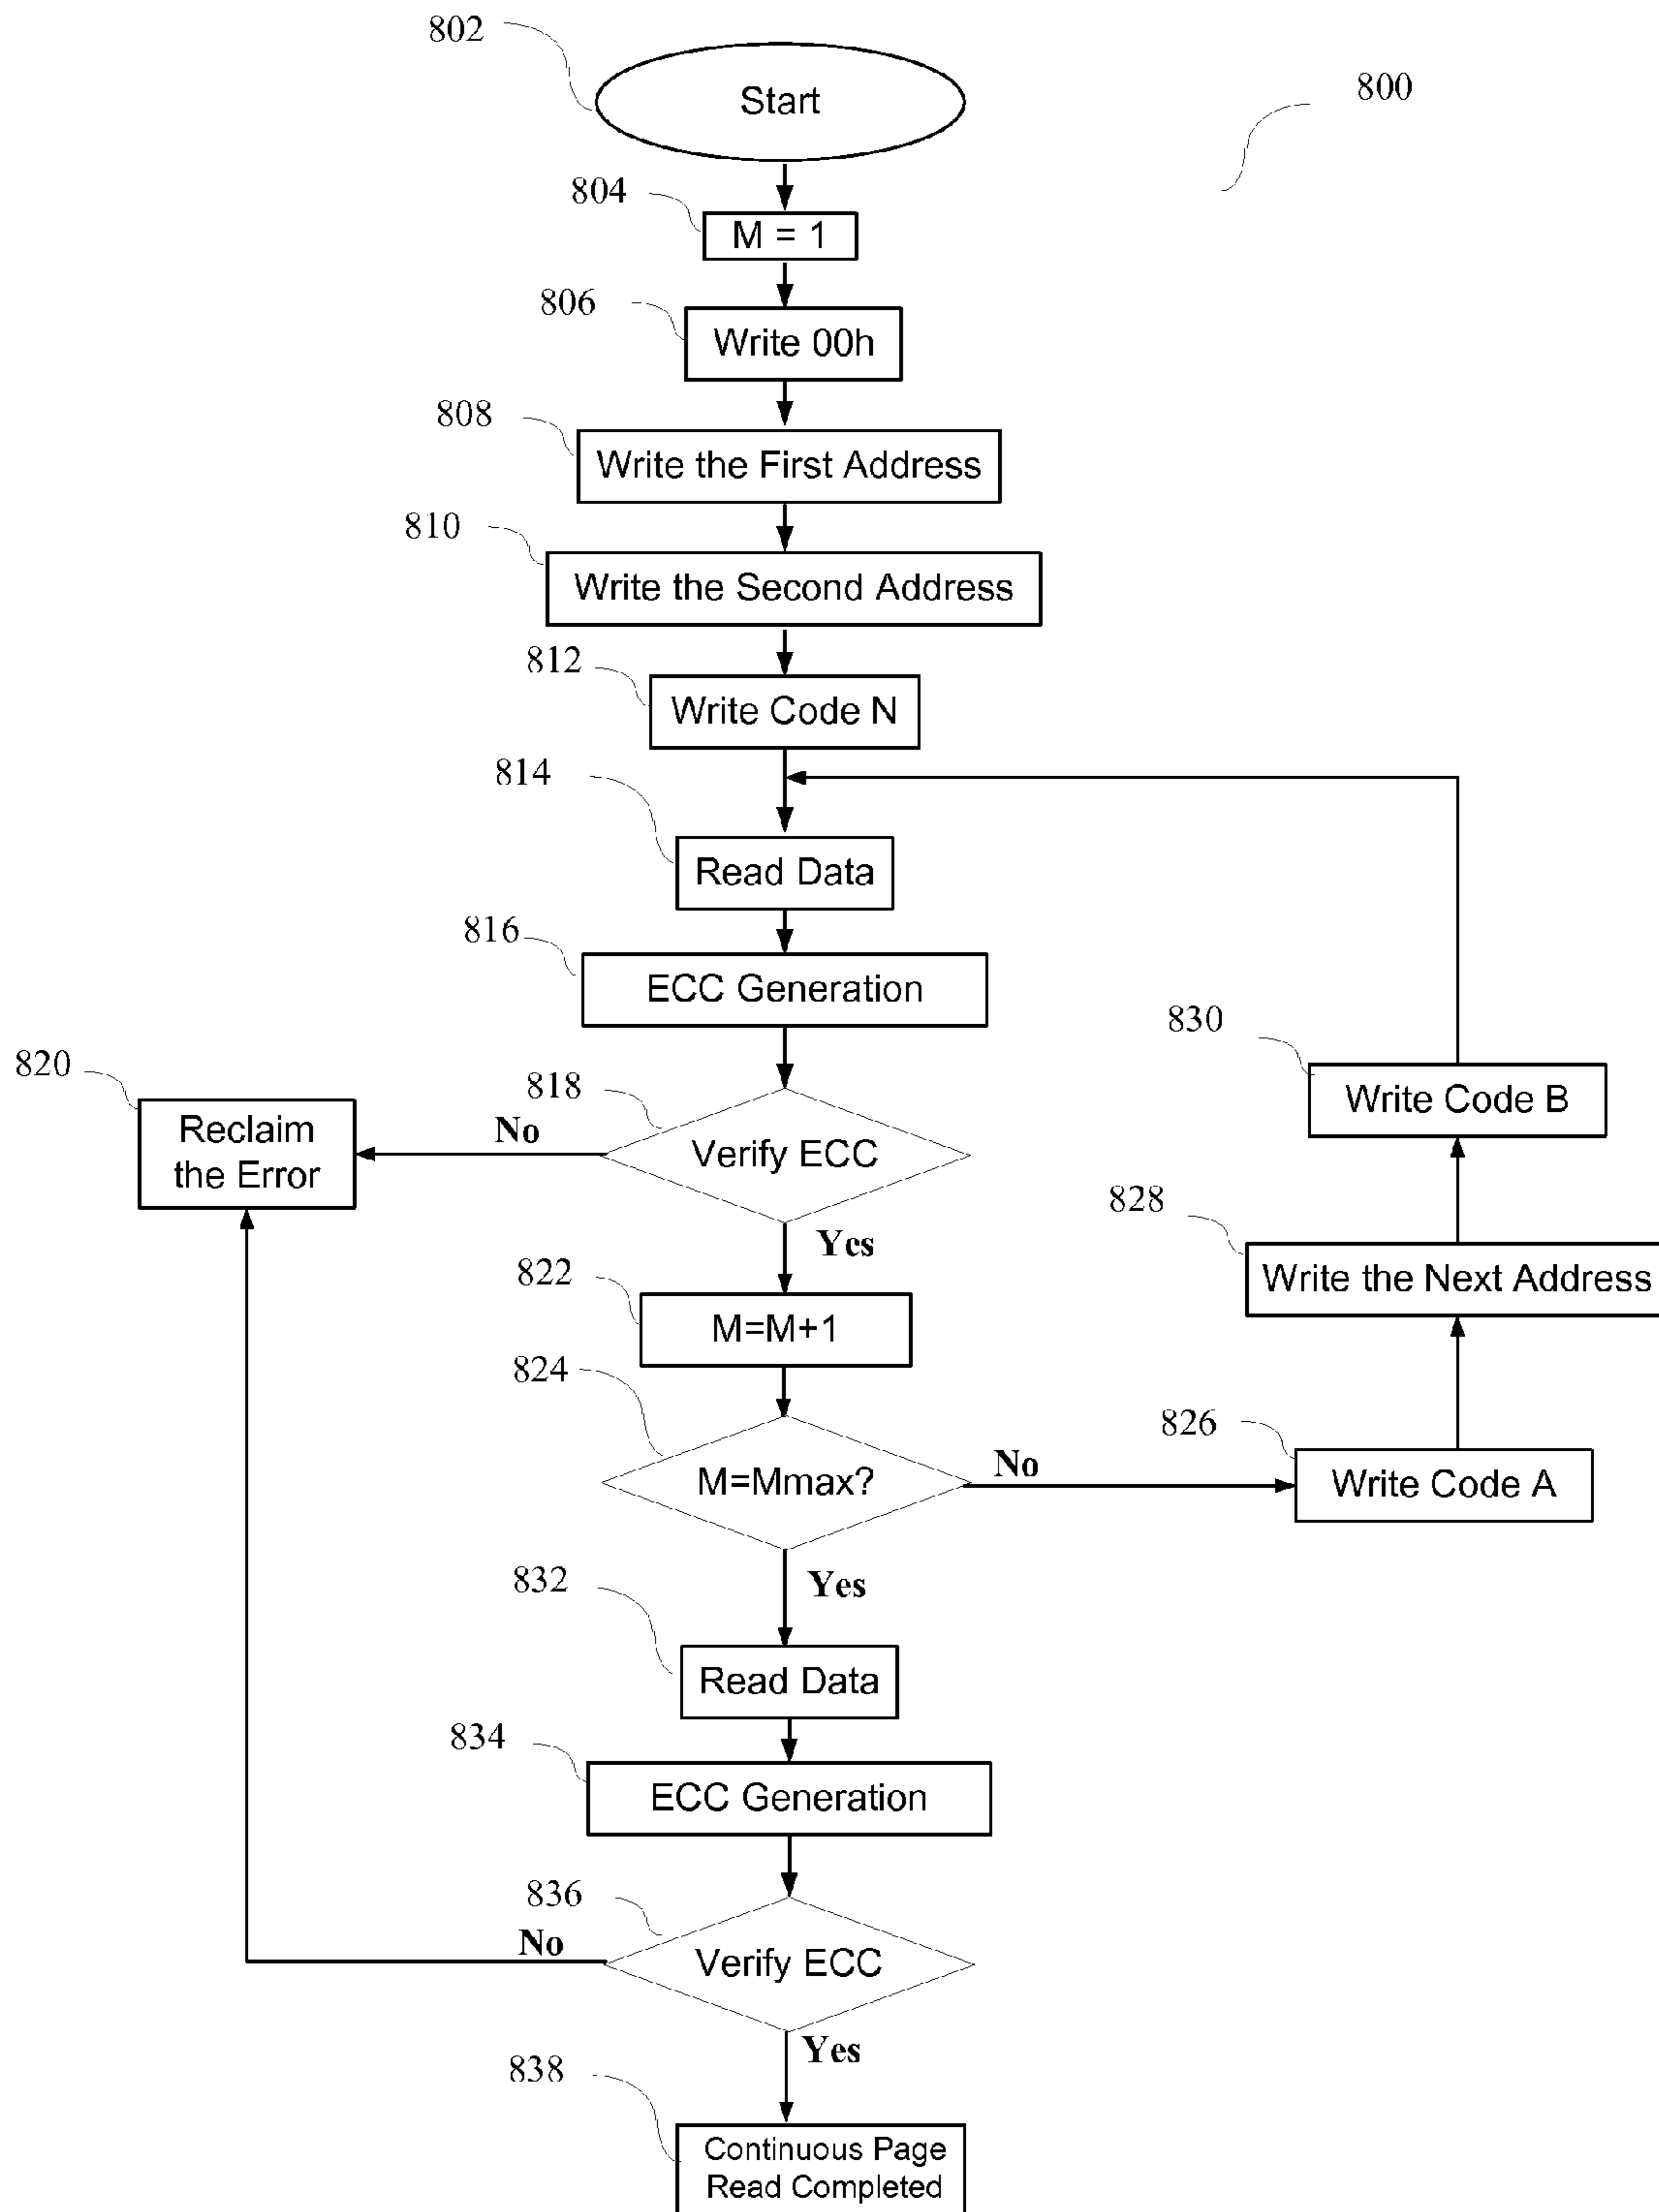 802
Start
800
804
M = 1
806
Write 00h
808
Write the First Address
810
Write the Second Address
812
Write Code N
814
Read Data
816
ECC Generation
830
Write Code B
820
Reclaim
the Error
No
818
Verify ECC
Yes
828
Write the Next Address
822
M=M+1
824
M=Mmax?
No
826
Write Code A
Yes
832
Read Data
834
ECC Generation
836
No
Verify ECC
Yes
838
Continuous Page
Read Completed